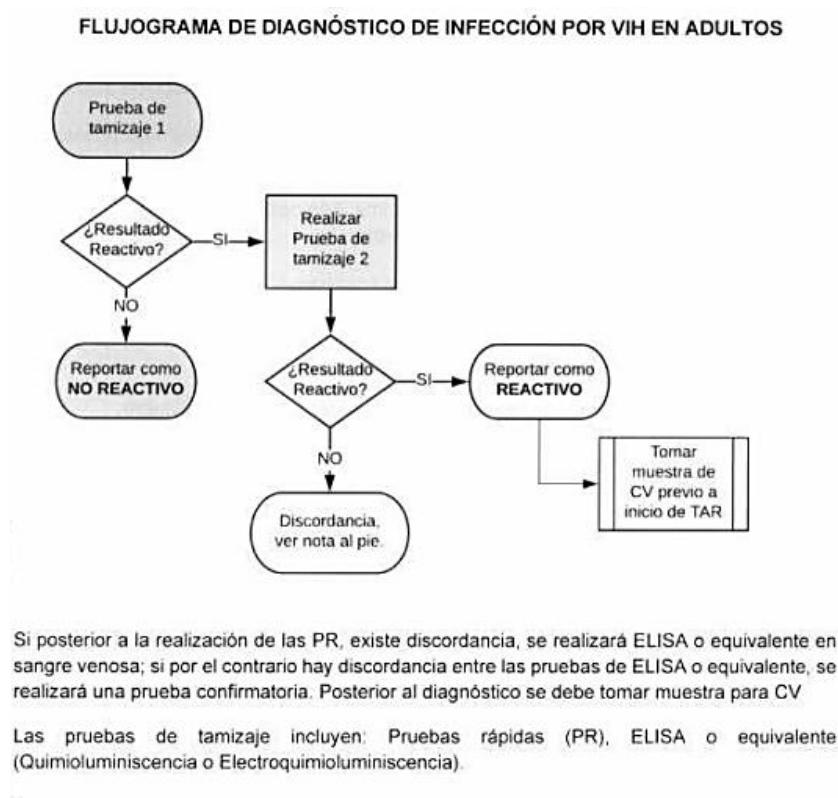 FLUJOGRAMA DE DIAGNÓSTICO DE INFECCIÓN POR VIH EN ADULTOS
Prueba de
tamizaje 1
¿Resultado
Reactivo?
SI
Realizar
Prueba de
tamizaje 2
NO
Reportar como
NO REACTIVO
¿Resultado
Reactivo?
SI
Reportar como
REACTIVO
NO
Tomar
muestra de
CV previo a
inicio de TAR
Discordancia,
ver nota al pie.
Si posterior a la realización de las PR, existe discordancia, se realizará ELISA o equivalente en
sangre venosa; si por el contrario hay discordancia entre las pruebas de ELISA o equivalente, se
realizará una prueba confirmatoria. Posterior al diagnóstico se debe tomar muestra para CV
Las pruebas de tamizaje incluyen: Pruebas rápidas (PR), ELISA o equivalente
(Quimioluminiscencia o Electroquimioluminiscencia).